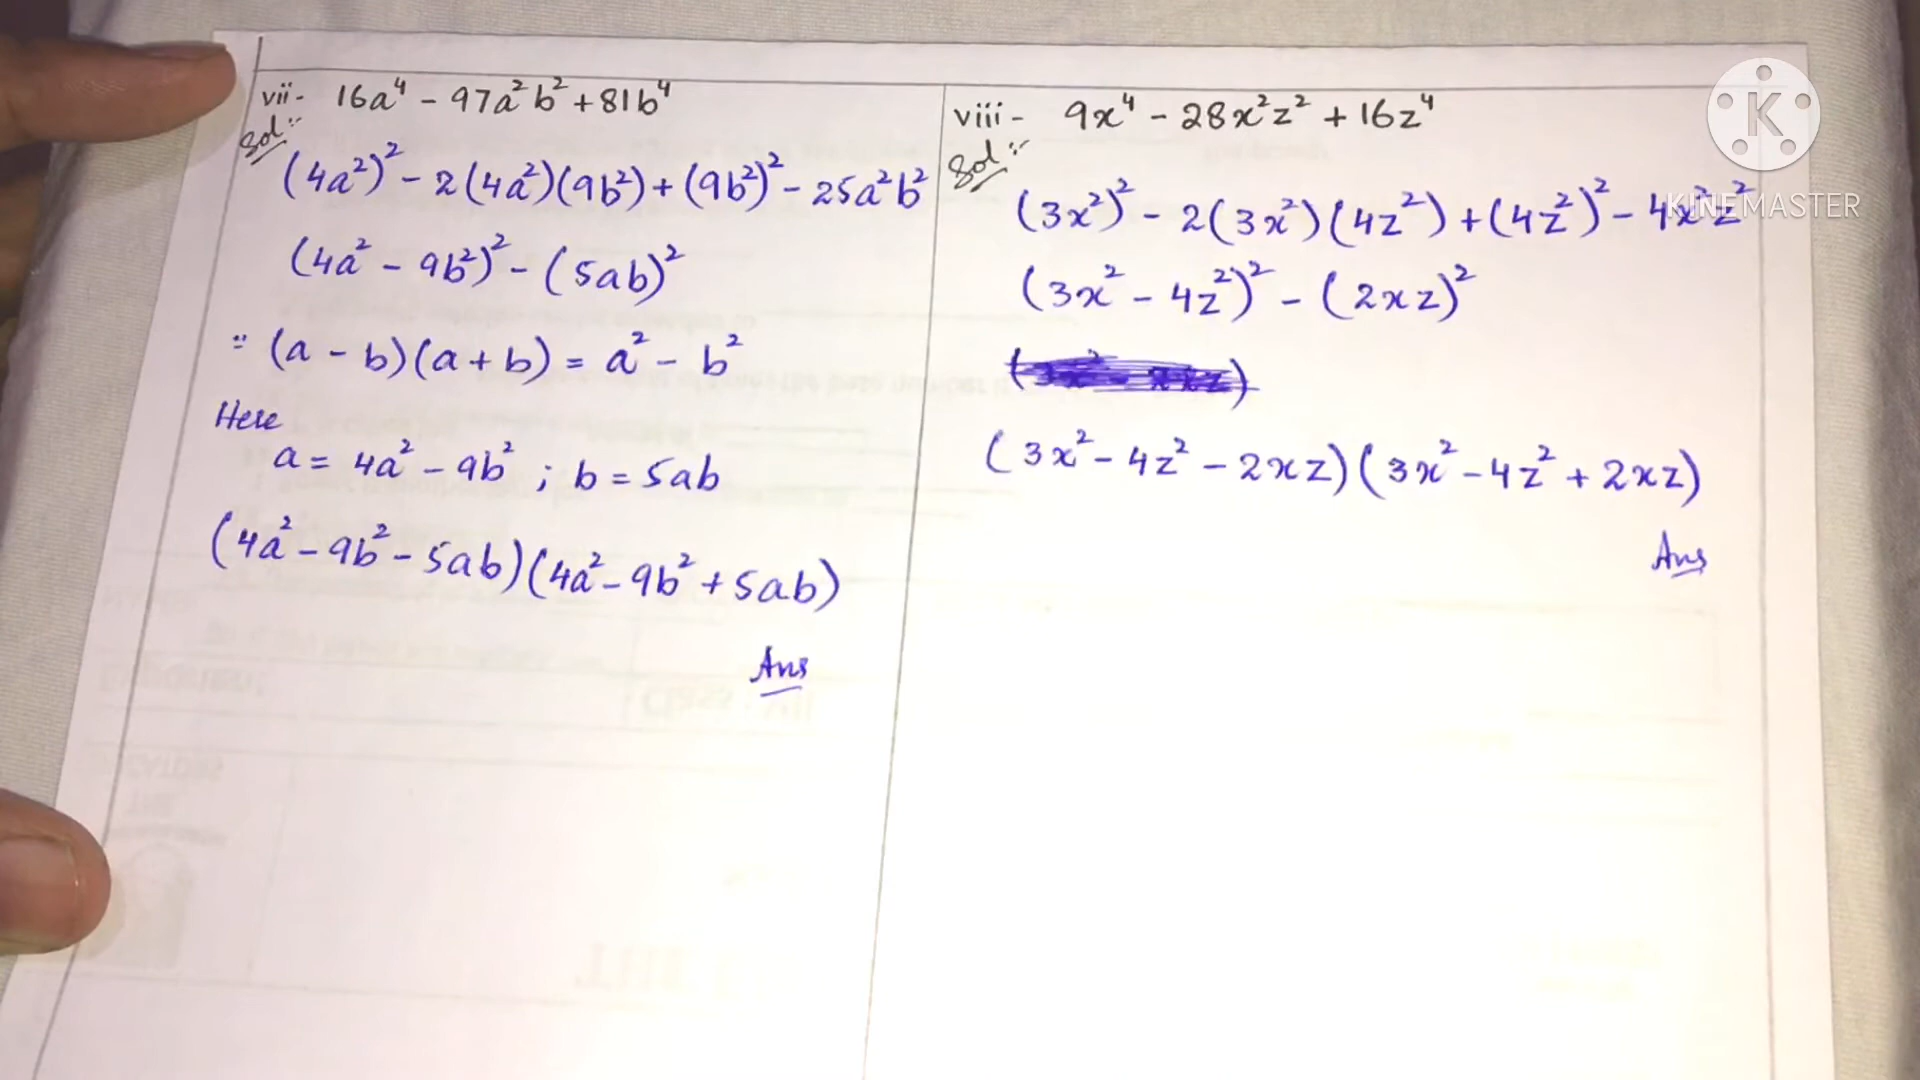 vii- 16a⁴ - 97a²b² + 81b⁴
Sol:-
(4a²)² - 2(4a²)(9b²) + (9b²)² - 25a²b²
(4a² - 9b²)² - (5ab)²
∵ (a - b)(a + b) = a² - b²
Here
a = 4a² - 9b² ; b = 5ab
(4a² - 9b² - 5ab)(4a² - 9b² + 5ab)
Ans
viii- 9x⁴ - 28x²z² + 16z⁴
Sol:-
(3x²)² - 2(3x²)(4z²) + (4z²)² - 4x²z²
(3x² - 4z²)² - (2xz)²
(3x² - 4z² - 2xz)(3x² - 4z² + 2xz)
Ans
K
KINEMASTER